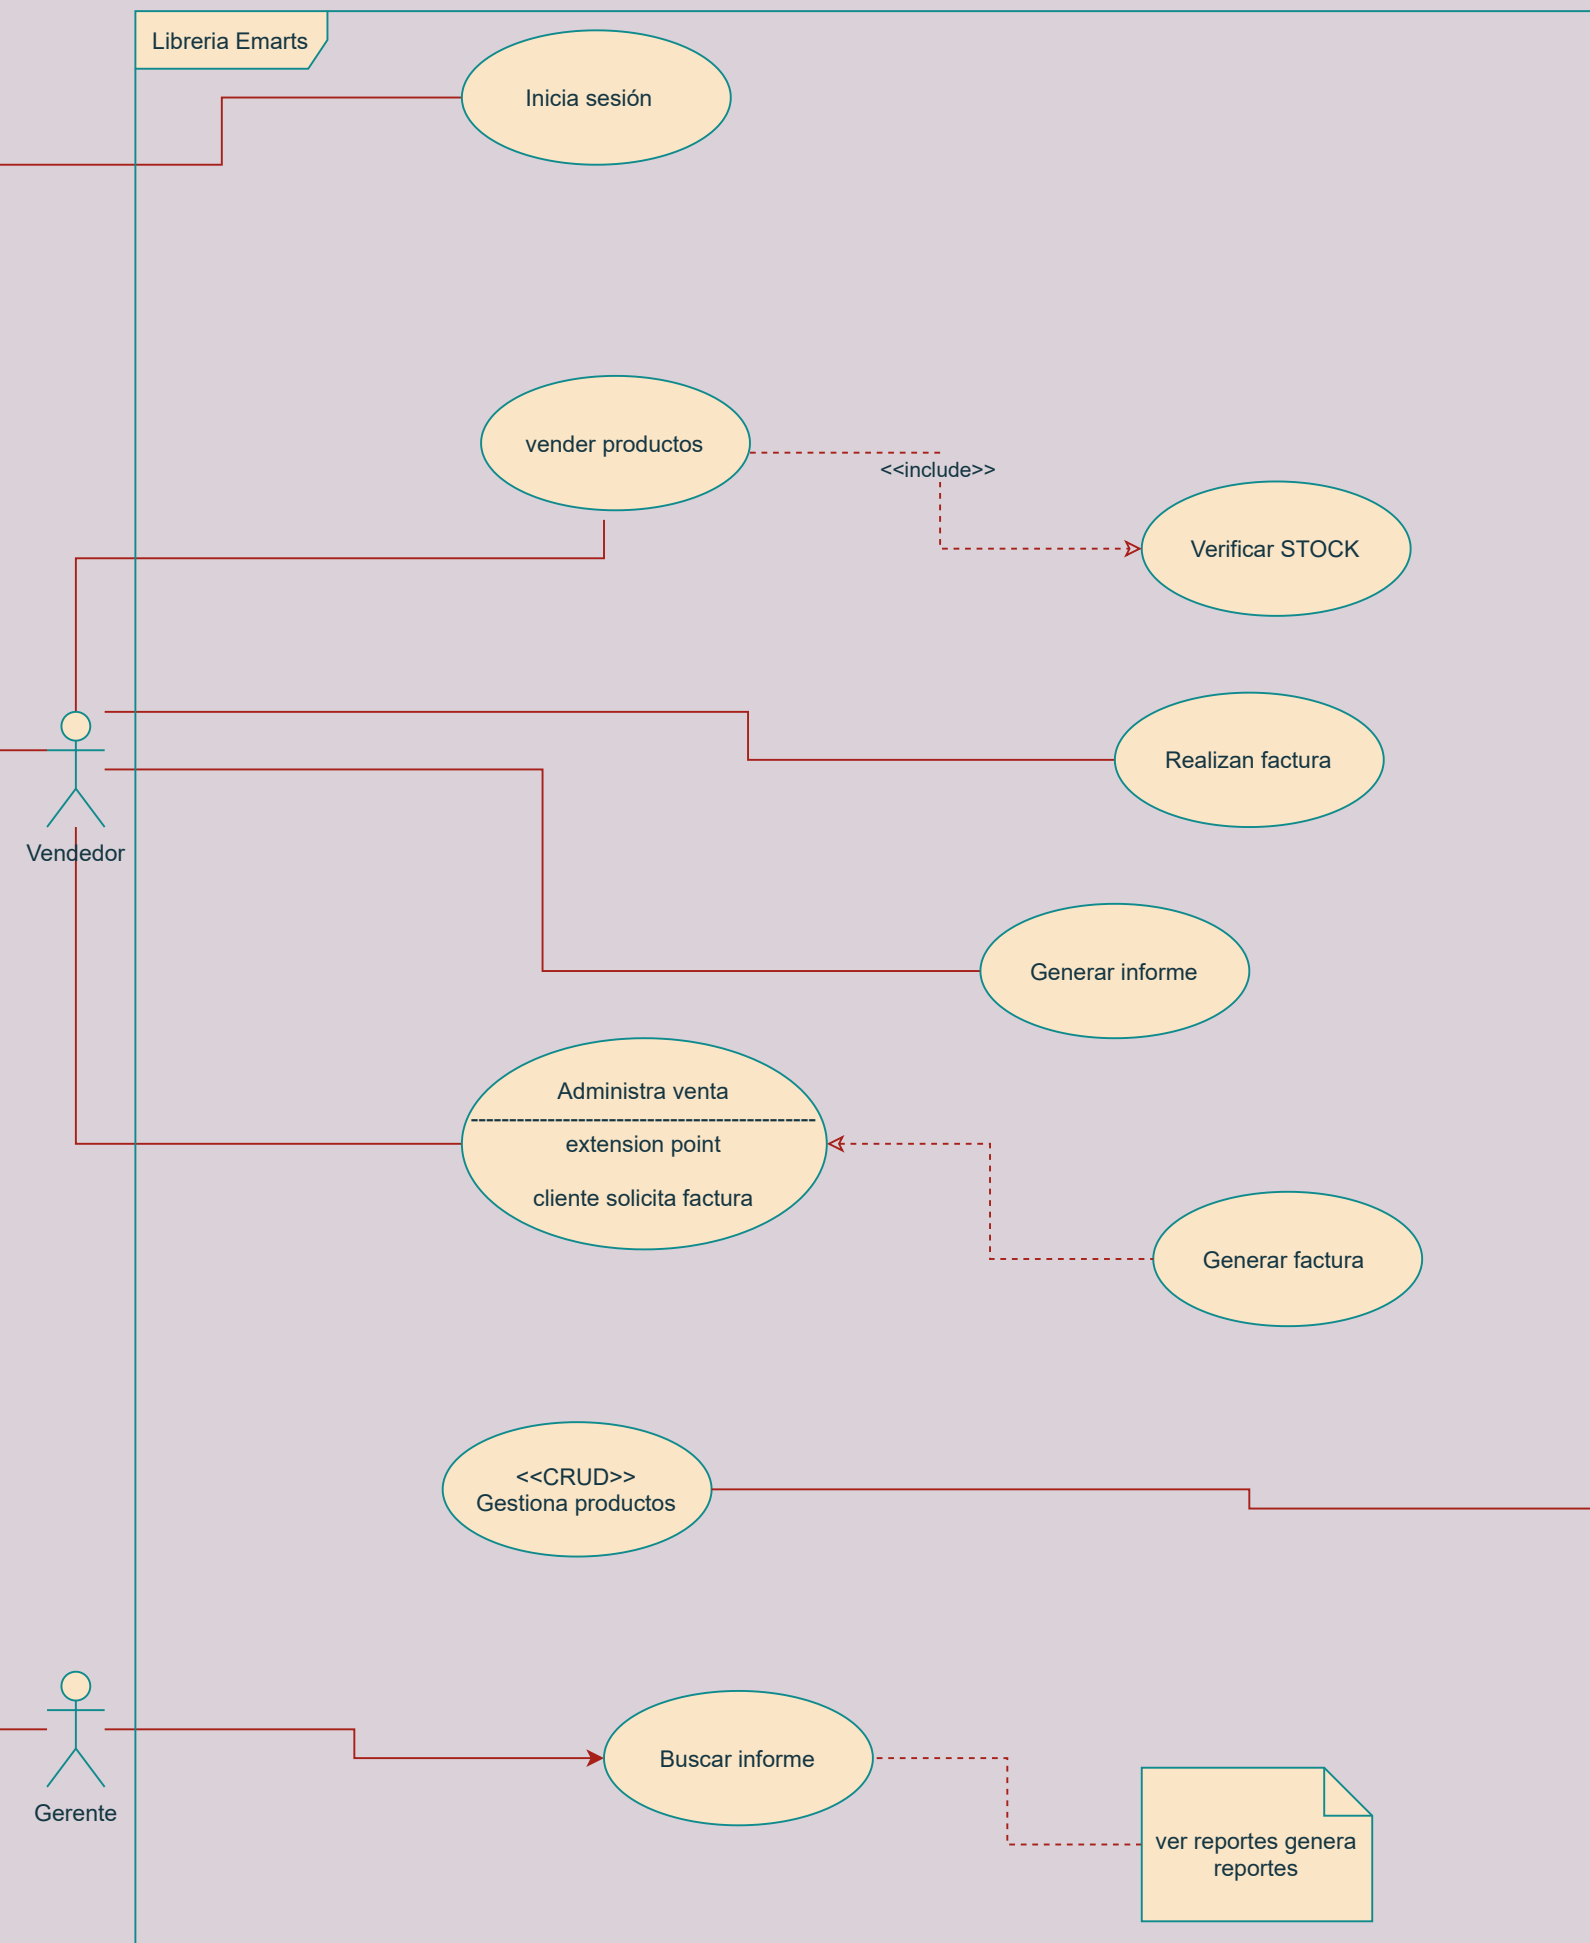 Libreria Emarts
Inicia sesión
vender productos
<<include>>
Verificar STOCK
Realizan factura
Vendedor
Generar informe
Administra venta
extension point
cliente solicita factura
Generar factura
<<CRUD>>
Gestiona productos
Buscar informe
Gerente
ver reportes genera
reportes